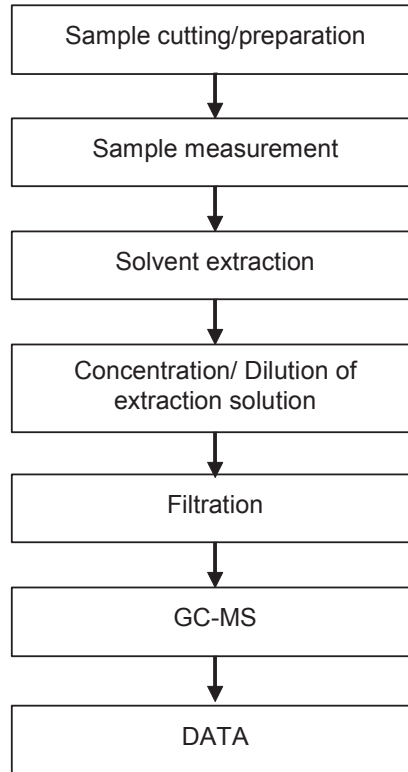 Sample cutting/preparation
Sample measurement
Solvent extraction
Concentration/ Dilution of
extraction solution
Filtration
GC-MS
DATA